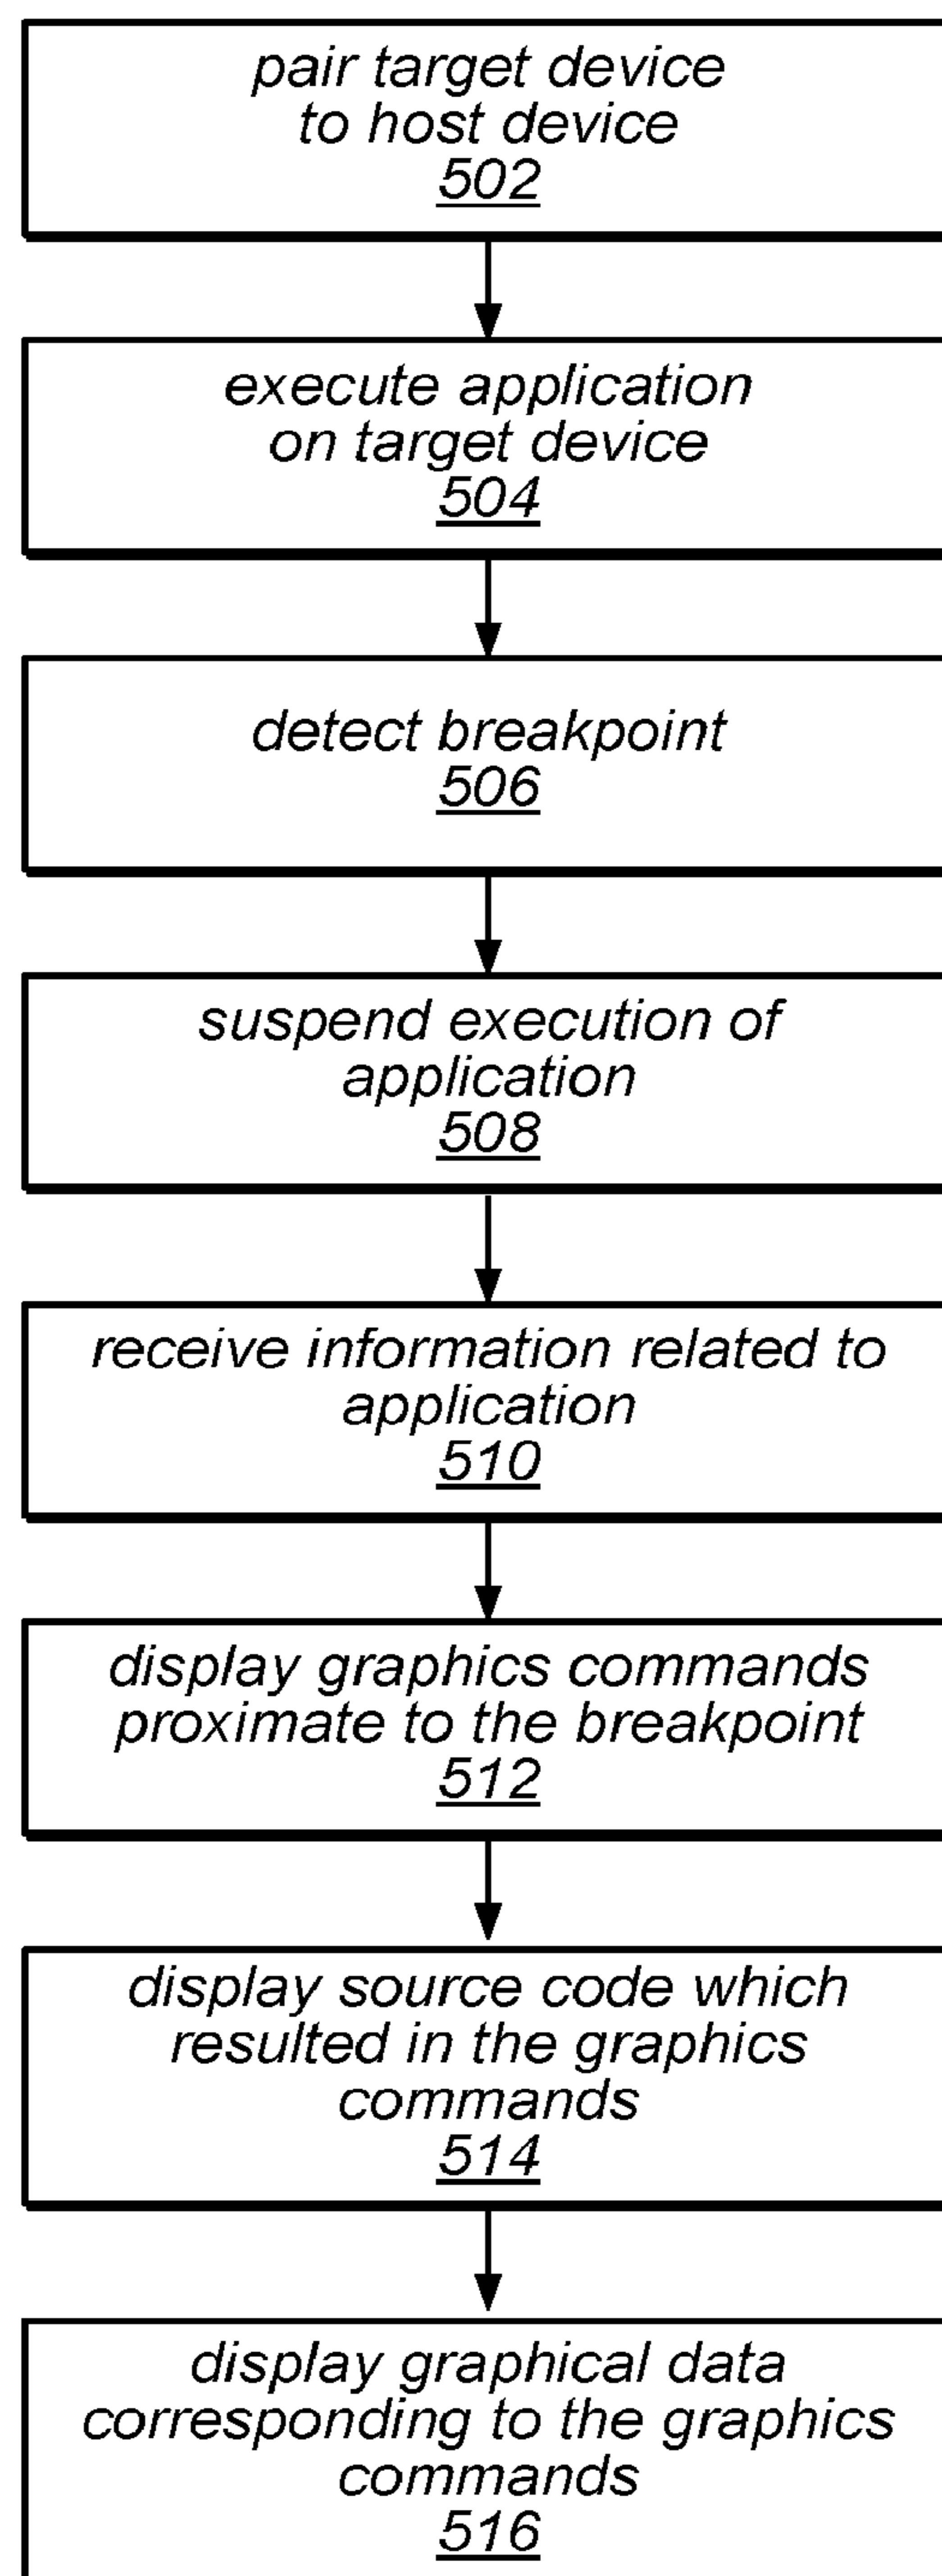 pair target device
to host device
502
execute application
on target device
504
detect breakpoint
506
suspend execution of
application
508
receive information related to
application
510
display graphics commands
proximate to the breakpoint
512
display source code which
resulted in the graphics
commands
514
display graphical data
corresponding to the graphics
commands
516